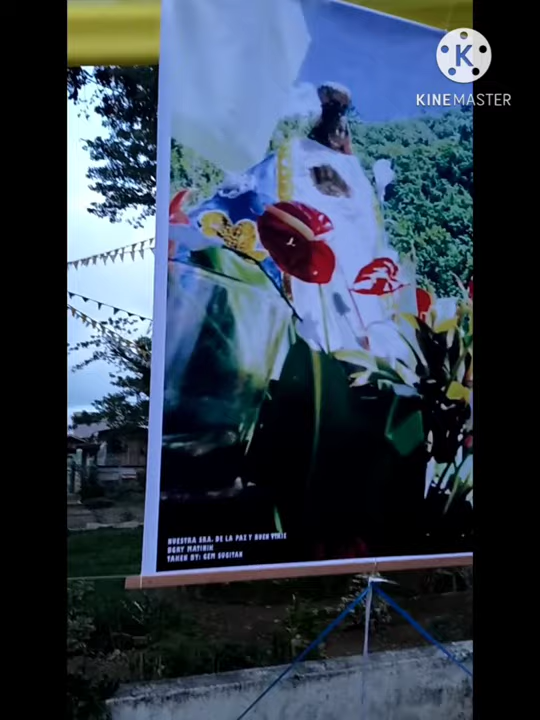 K
KINEMASTER
NUESTRA SRA. DE LA PAZ Y BUEN VIAJE
BGRY MATINIK
TAKEN BY: GEM SUGITAN